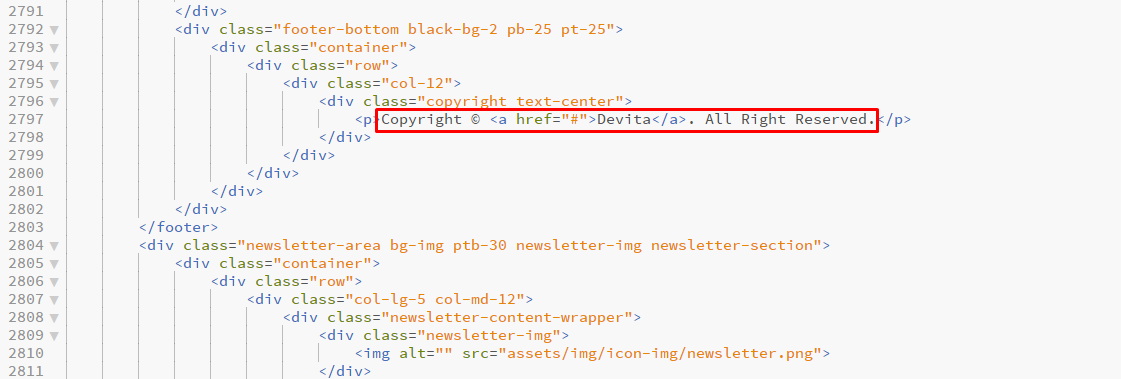 2791 </div>
2792 <div class="footer-bottom black-bg-2 pb-25 pt-25">
2793 <div class="container">
2794 <div class="row">
2795 <div class="col-12">
2796 <div class="copyright text-center">
2797 <p>Copyright © <a href="#">Devita</a>. All Right Reserved.</p>
2798 </div>
2799 </div>
2800 </div>
2801 </div>
2802 </div>
2803 </footer>
2804 <div class="newsletter-area bg-img ptb-30 newsletter-img newsletter-section">
2805 <div class="container">
2806 <div class="row">
2807 <div class="col-lg-5 col-md-12">
2808 <div class="newsletter-content-wrapper">
2809 <div class="newsletter-img">
2810 <img alt="" src="assets/img/icon-img/newsletter.png">
2811 </div>